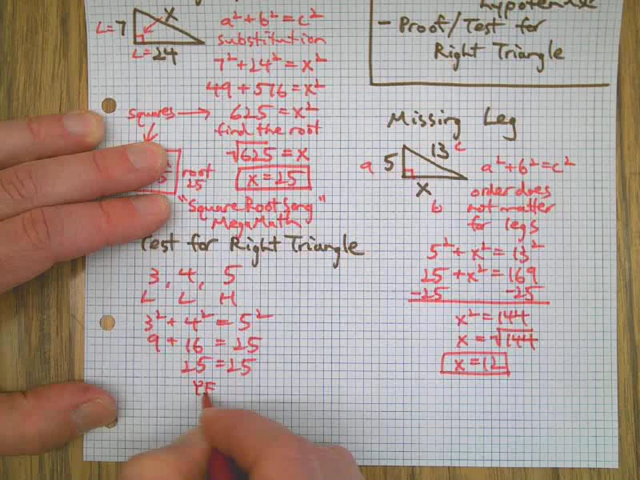 hypotenuse
- Proof/Test for
Right Triangle
L=7
x
L=24
a²+b²=c²
substitution
7²+24²=x²
49+576=x²
squares → 625=x²
find the root
√625=x
x=25
root
25
"Square Root Song"
MegaMath
Test for Right Triangle
3, 4, 5
L L H
3²+4²=5²
9+16=25
25=25
YE
Missing Leg
a 5
13 c
x
b
a²+b²=c²
order does
not matter
for legs
5²+x²=13²
25+x²=169
-25 -25
x²=144
x=√144
x=12